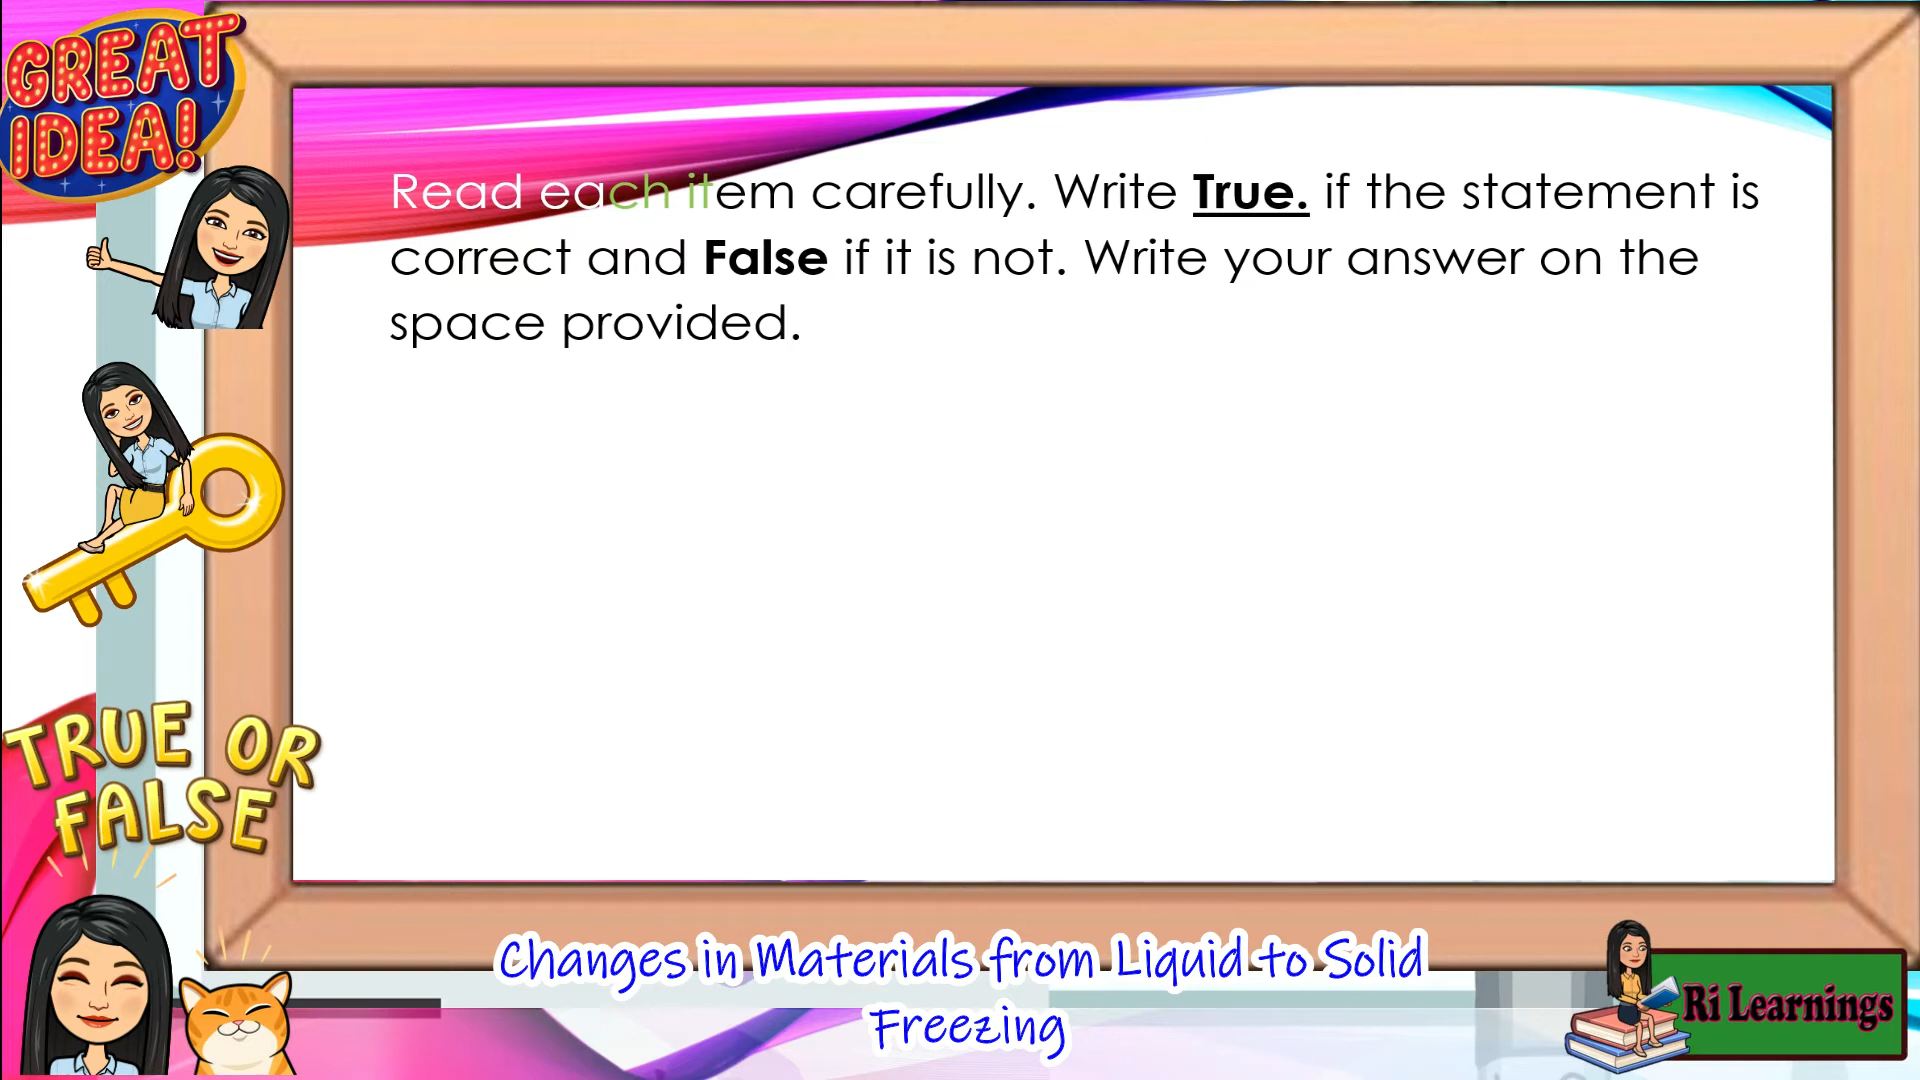 GREAT
IDEA!
Read each item carefully. Write True. if the statement is
correct and False if it is not. Write your answer on the
space provided.
TRUE OR
FALSE
Changes in Materials from Liquid to Solid
Freezing
Ri Learnings